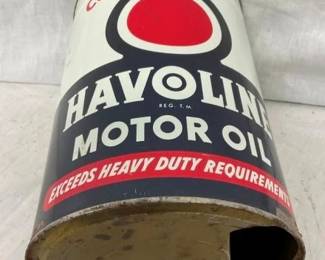 HAVOLINE
REG. T.M.
MOTOR OIL
EXCEEDS HEAVY DUTY REQUIREMENTS